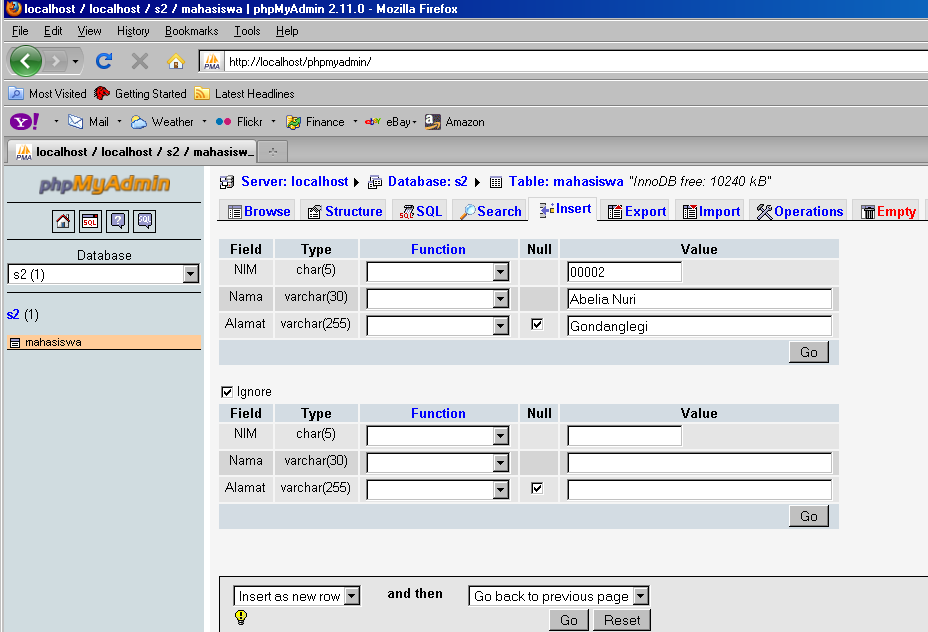 localhost / localhost / s2 / mahasiswa | phpMyAdmin 2.11.0 - Mozilla Firefox
File Edit View History Bookmarks Tools Help
PMA http://localhost/phpmyadmin/
Most Visited Getting Started Latest Headlines
Y! Mail Weather Flickr Finance eBay Amazon
PMA localhost / localhost / s2 / mahasisw...
phpMyAdmin
SQL ? SQL
Database
s2 (1)
s2 (1)
mahasiswa
Server: localhost Database: s2 Table: mahasiswa "InnoDB free: 10240 kB"
Browse Structure SQL Search Insert Export Import Operations Empty
Field Type Function Null Value
NIM char(5) 00002
Nama varchar(30) Abelia Nuri
Alamat varchar(255) Gondanglegi
Go
Ignore
Field Type Function Null Value
NIM char(5)
Nama varchar(30)
Alamat varchar(255)
Go
Insert as new row and then Go back to previous page
Go Reset